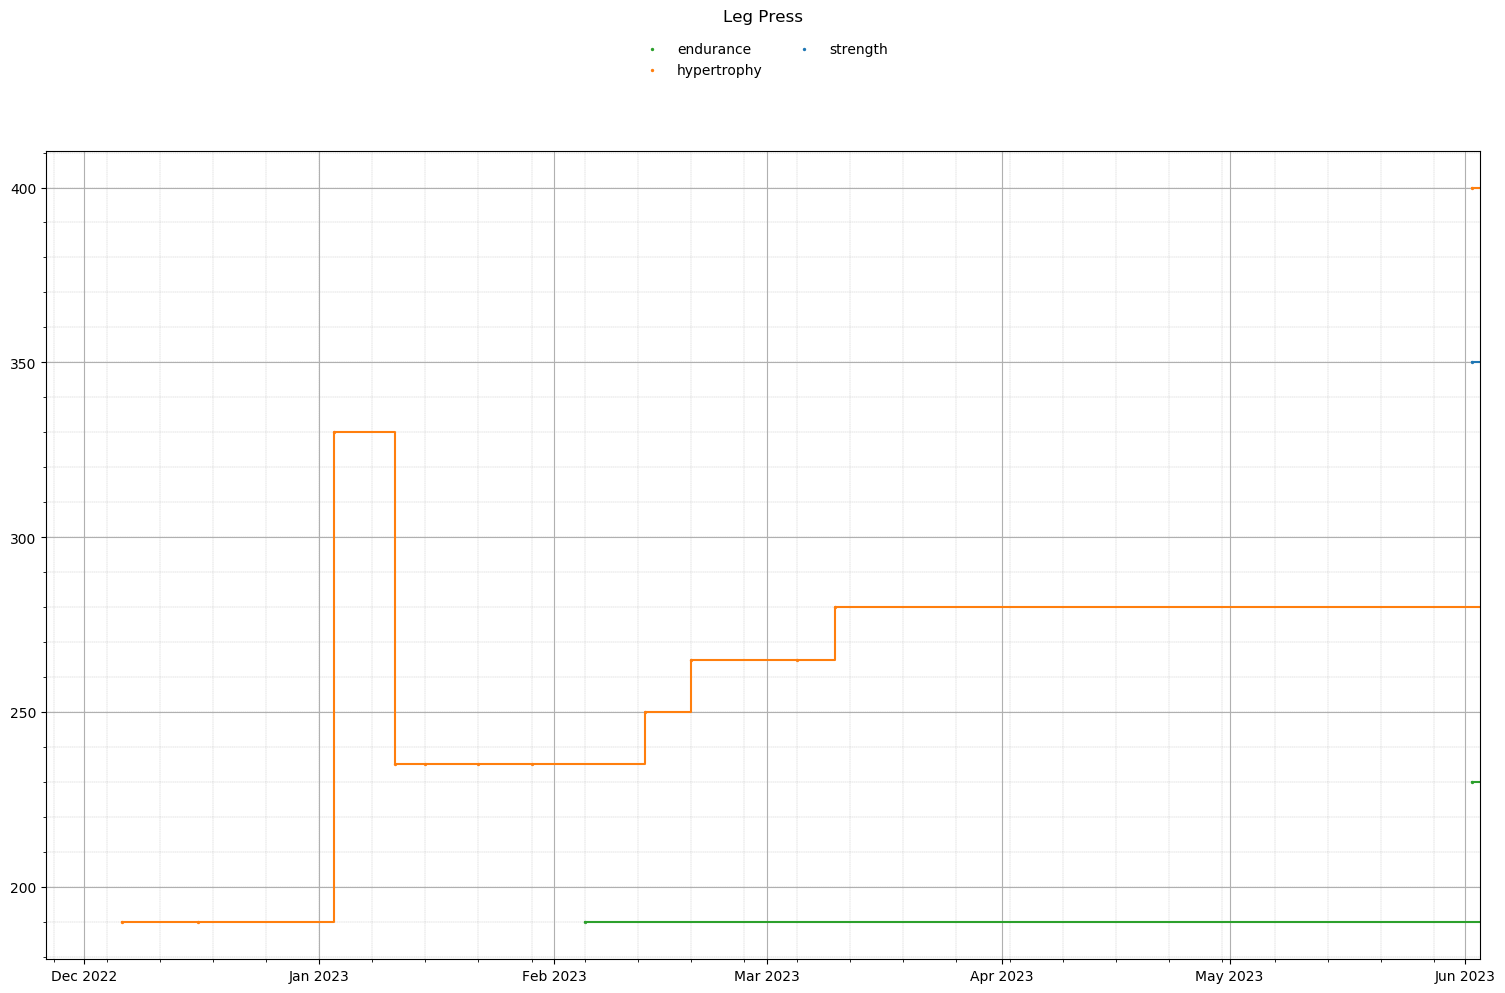 Leg Press
endurance
strength
hypertrophy
400
350
300
250
200
Dec 2022
Jan 2023
Feb 2023
Mar 2023
Apr 2023
May 2023
Jun 2023